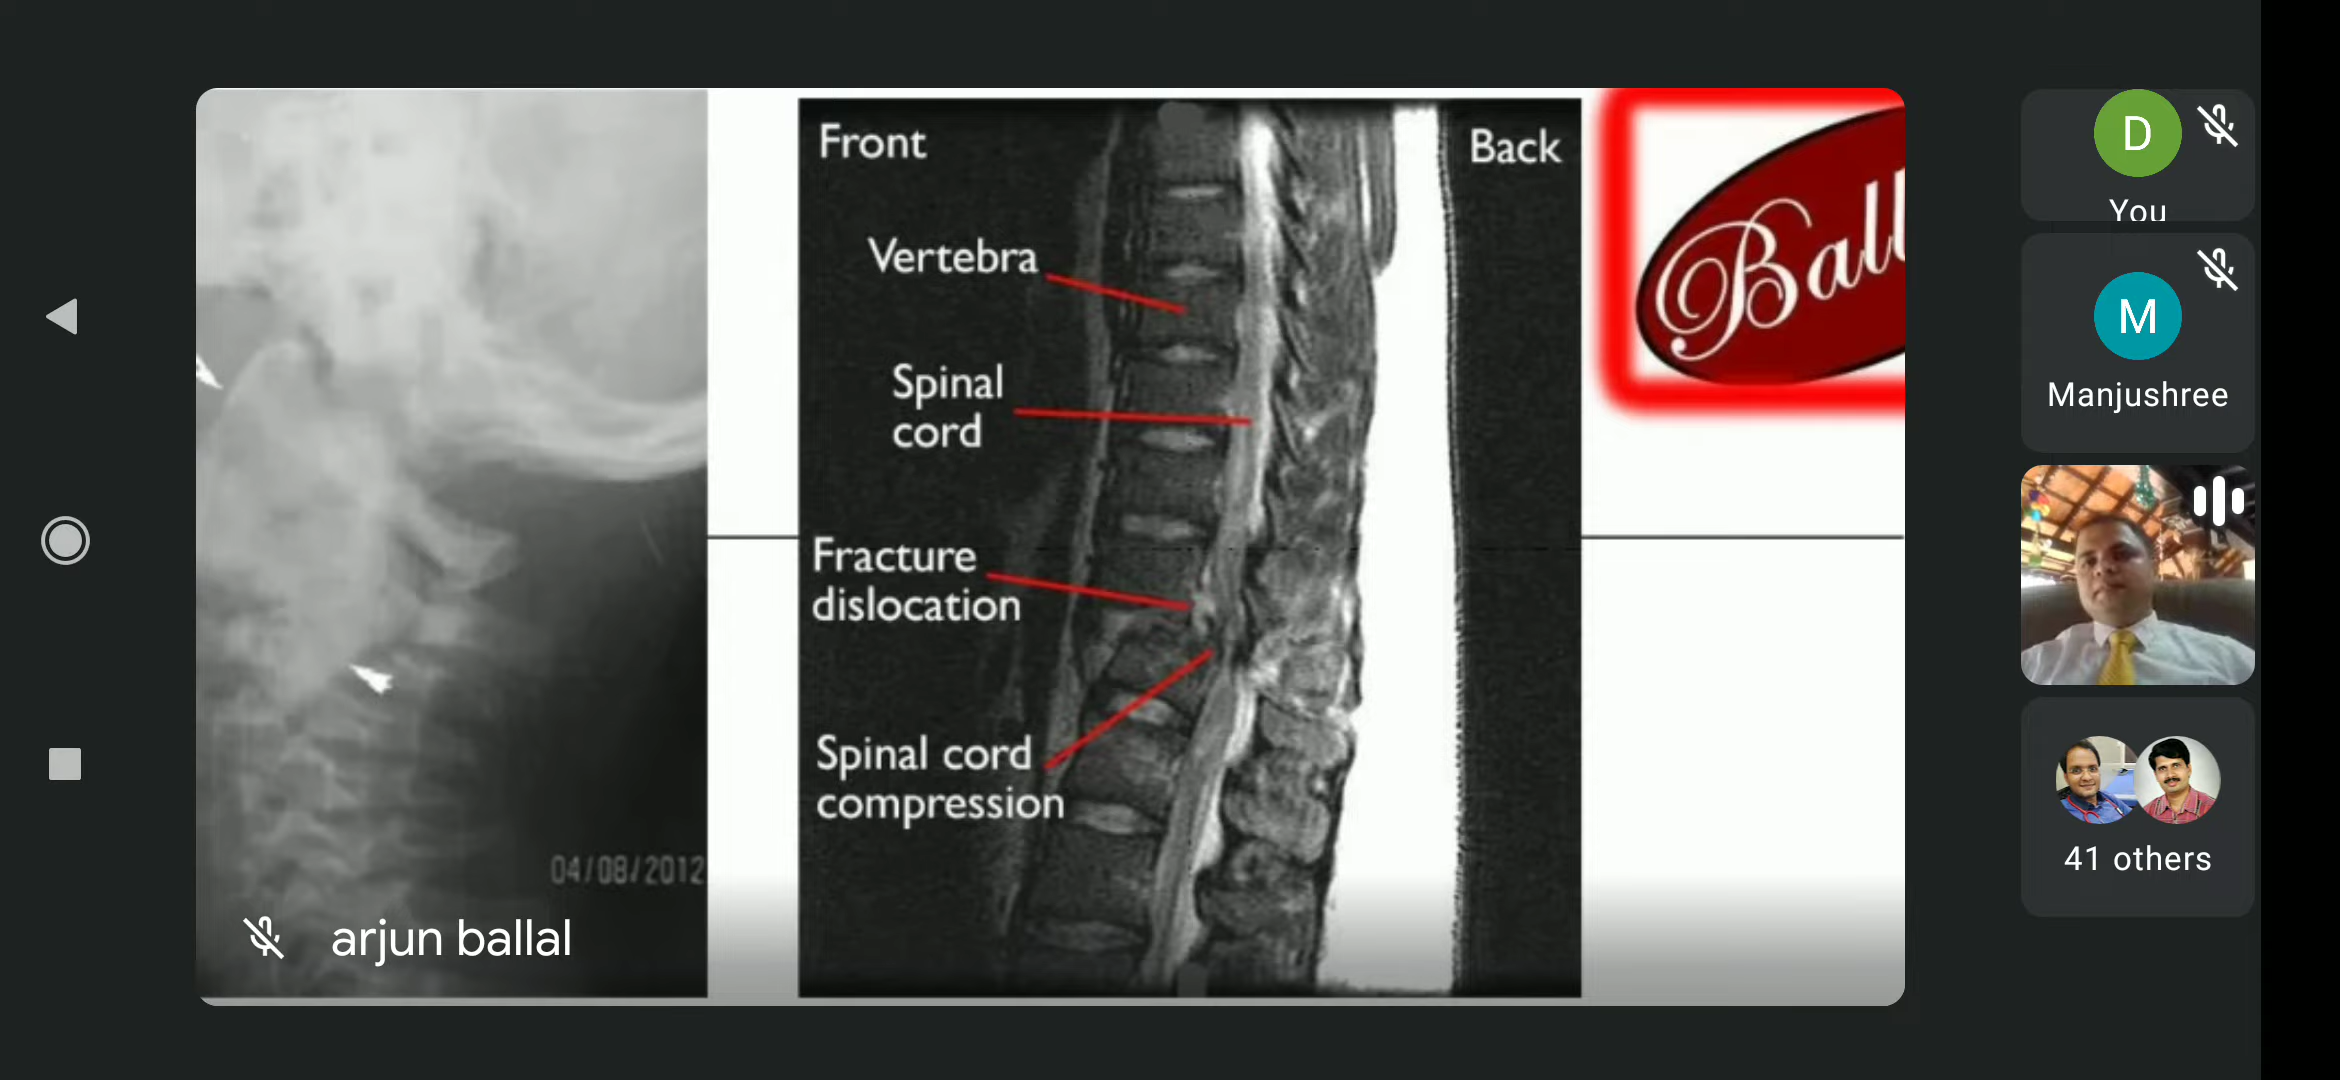 Front
Back
Vertebra
Spinal
cord
Fracture
dislocation
Spinal cord
compression
04/08/2012
arjun ballal
Ball
D
You
M
Manjushree
41 others